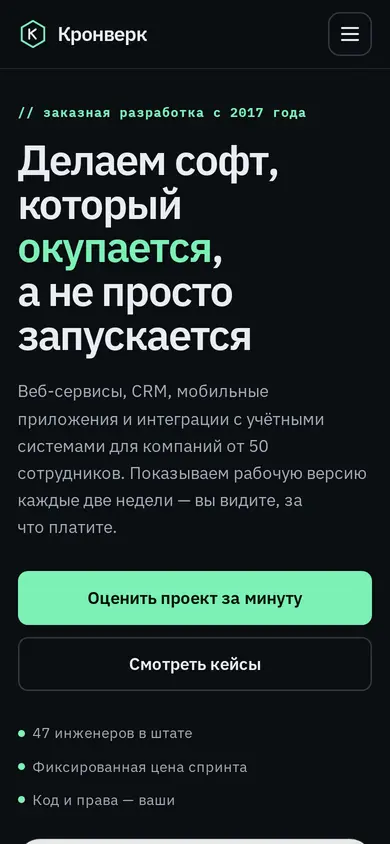 Кронверк
// заказная разработка с 2017 года
Делаем софт,
который
окупается,
а не просто
запускается
Веб-сервисы, CRM, мобильные
приложения и интеграции с учётными
системами для компаний от 50
сотрудников. Показываем рабочую версию
каждые две недели — вы видите, за
что платите.
Оценить проект за минуту
Смотреть кейсы
47 инженеров в штате
Фиксированная цена спринта
Код и права — ваши